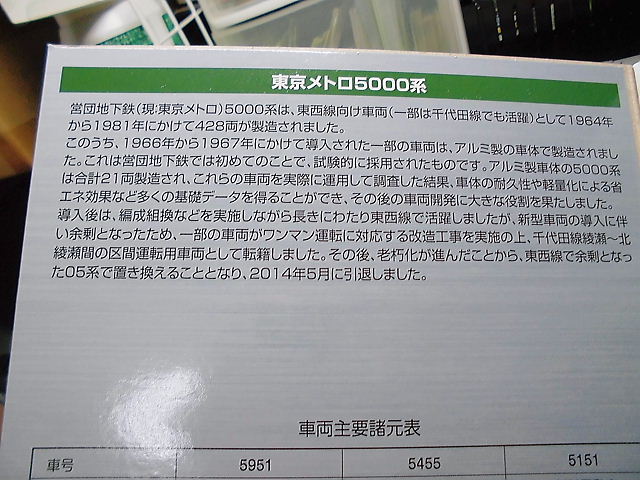 東京メトロ5000系
営団地下鉄(現:東京メトロ)5000系は、東西線向け車両(一部は千代田線でも活躍)として1964年
から1981年にかけて428両が製造されました。
このうち、1966年から1967年にかけて導入された一部の車両は、アルミ製の車体で製造されまし
た。これは営団地下鉄では初めてのことで、試験的に採用されたものです。アルミ製車体の5000系
は合計21両製造され、これらの車両を実際に運用して調査した結果、車体の耐久性や軽量化による省
エネ効果など多くの基礎データを得ることができ、その後の車両開発に大きな役割を果たしました。
導入後は、編成組換などを実施しながら長きにわたり東西線で活躍しましたが、新型車両の導入に伴
い余剰となったため、一部の車両がワンマン運転に対応する改造工事を実施の上、千代田線綾瀬〜北
綾瀬間の区間運転用車両として転籍しました。その後、老朽化が進んだことから、東西線で余剰となっ
た05系で置き換えることとなり、2014年5月に引退しました。
車両主要諸元表
車号 5951 5455 5151